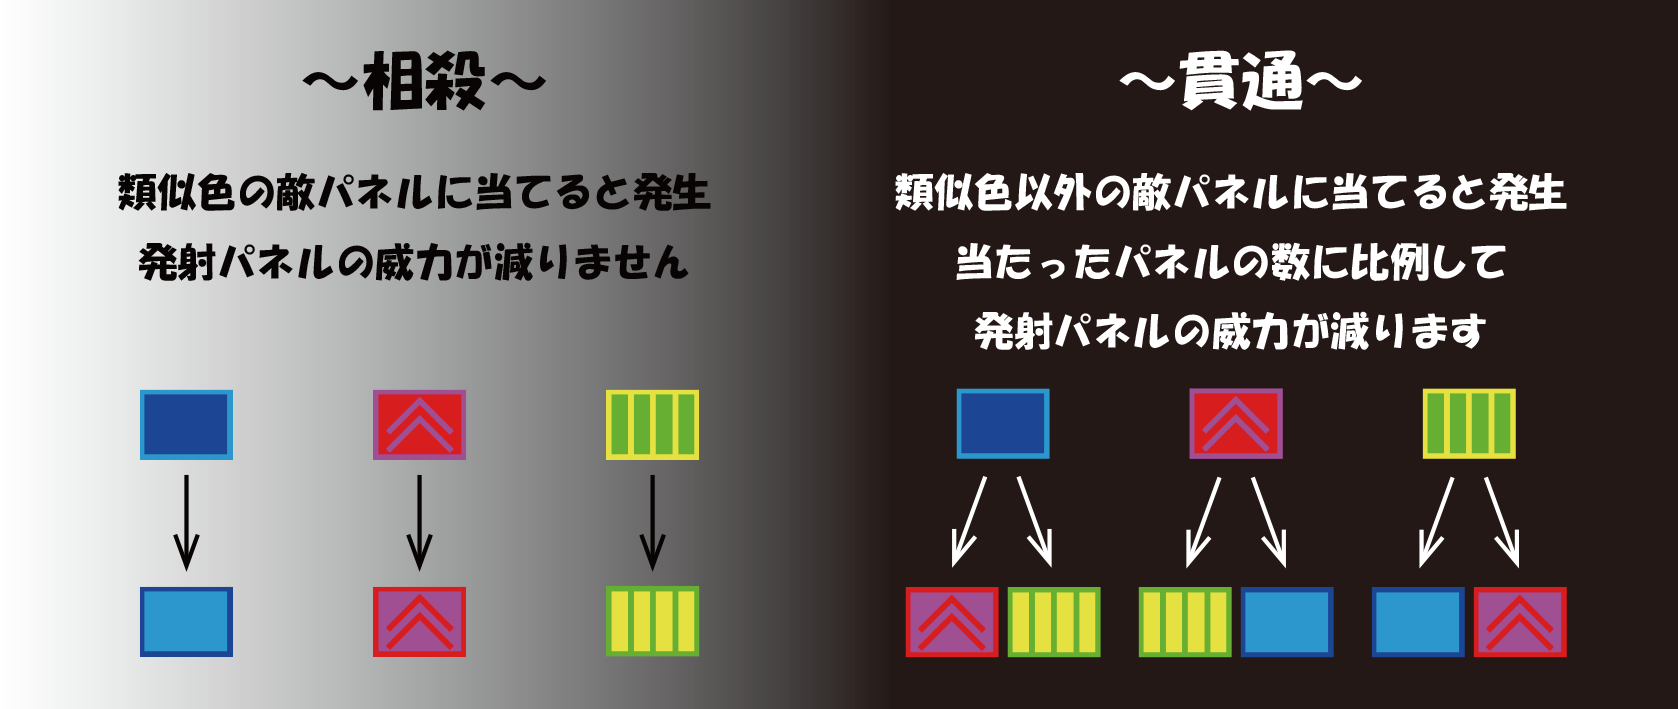 ～相殺～
類似色の敵パネルに当てると発生
発射パネルの威力が減りません
～貫通～
類似色以外の敵パネルに当てると発生
当たったパネルの数に比例して
発射パネルの威力が減ります